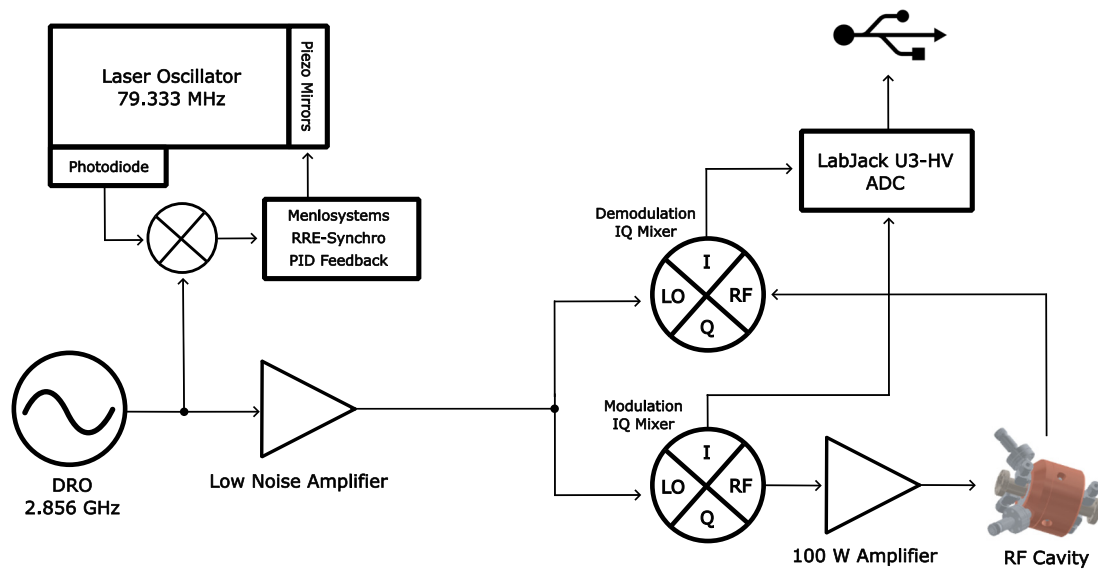 Laser Oscillator
79.333 MHz
Piezo Mirrors
Photodiode
Menlosystems
RRE-Synchro
PID Feedback
LabJack U3-HV
ADC
Demodulation
IQ Mixer
I
LO
RF
Q
DRO
2.856 GHz
Low Noise Amplifier
Modulation
IQ Mixer
I
LO
RF
Q
100 W Amplifier
RF Cavity